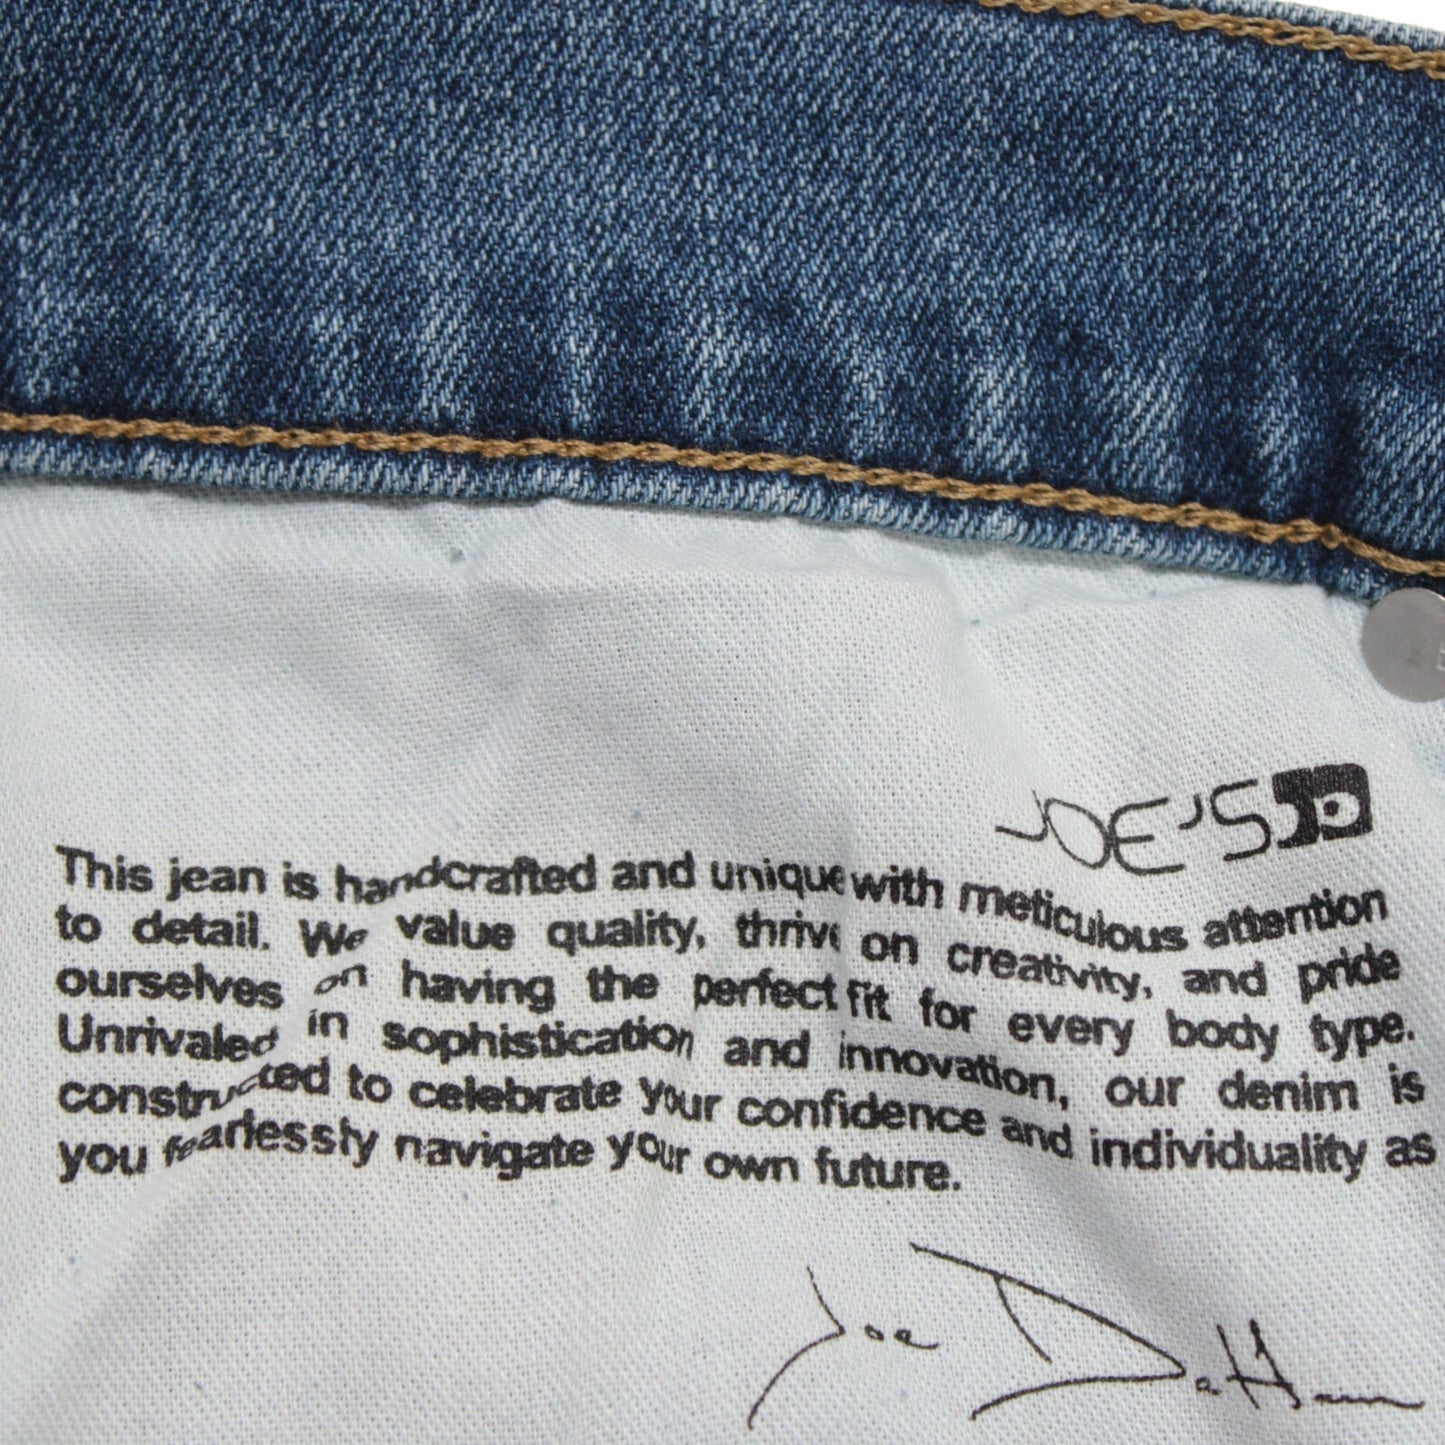 JOE'S
This jean is handcrafted and unique with meticulous attention
to detail. We value quality, thrive on creativity, and pride
ourselves on having the perfect fit for every body type.
Unrivaled in sophistication and innovation, our denim is
constructed to celebrate your confidence and individuality as
you fearlessly navigate your own future.
Joe Dahan